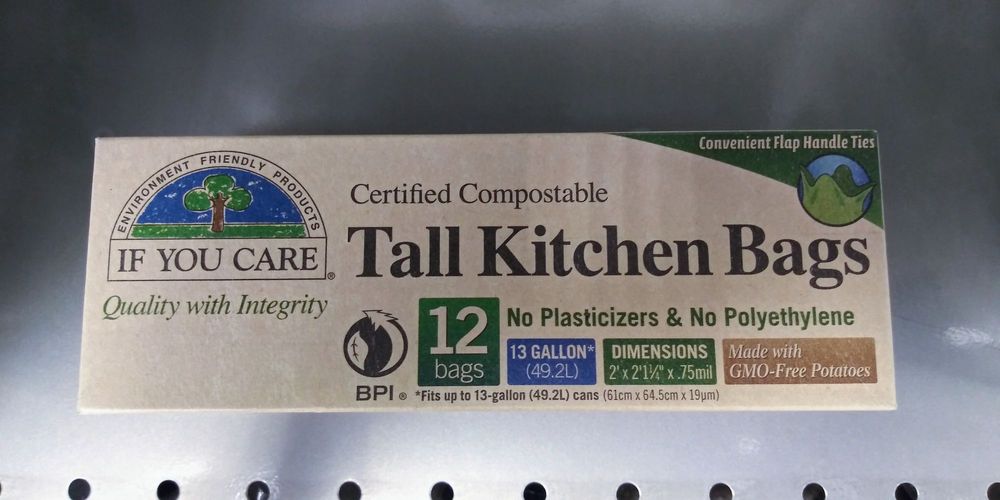 Convenient Flap Handle Ties
ENVIRONMENT FRIENDLY PRODUCTS
IF YOU CARE®
Quality with Integrity
Certified Compostable
Tall Kitchen Bags
BPI®
12
bags
No Plasticizers & No Polyethylene
13 GALLON*
(49.2L)
DIMENSIONS
2' x 2'1¼" x .75mil
Made with
GMO-Free Potatoes
*Fits up to 13-gallon (49.2L) cans (61cm x 64.5cm x 19µm)